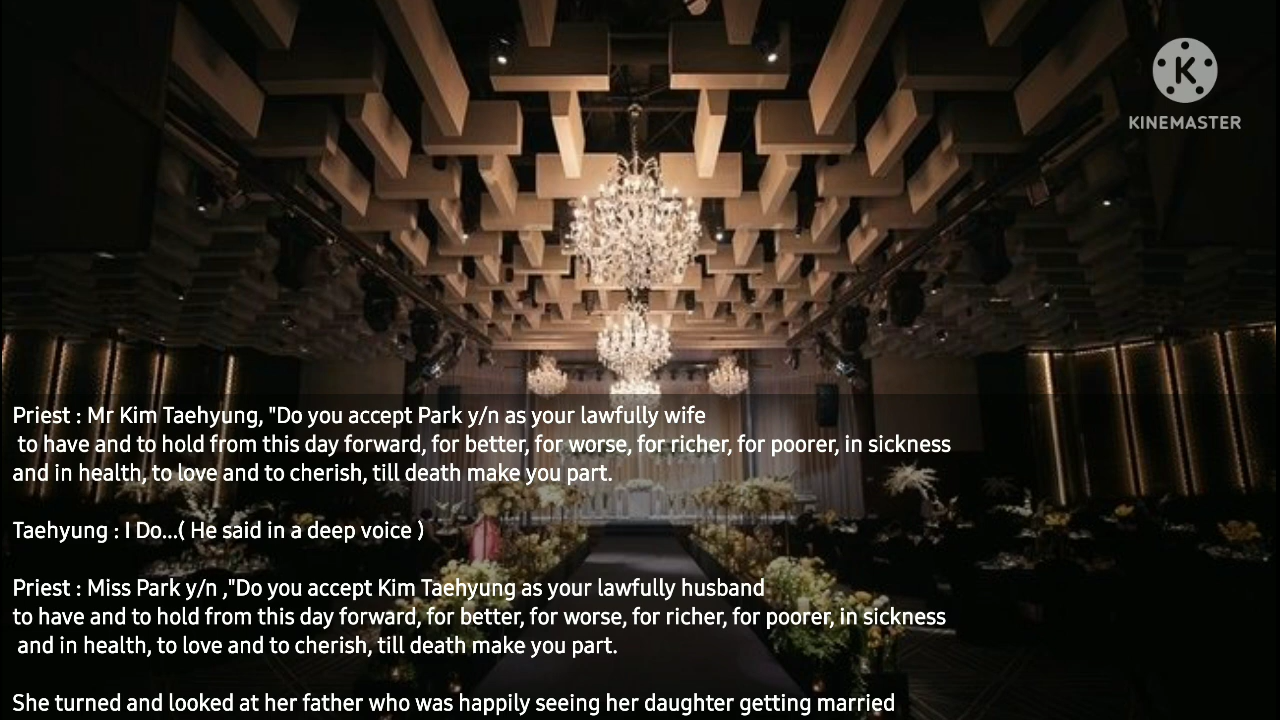 K
KINEMASTER
Priest : Mr Kim Taehyung, "Do you accept Park y/n as your lawfully wife
to have and to hold from this day forward, for better, for worse, for richer, for poorer, in sickness
and in health, to love and to cherish, till death make you part.
Taehyung : I Do...( He said in a deep voice )
Priest : Miss Park y/n ,"Do you accept Kim Taehyung as your lawfully husband
to have and to hold from this day forward, for better, for worse, for richer, for poorer, in sickness
and in health, to love and to cherish, till death make you part.
She turned and looked at her father who was happily seeing her daughter getting married